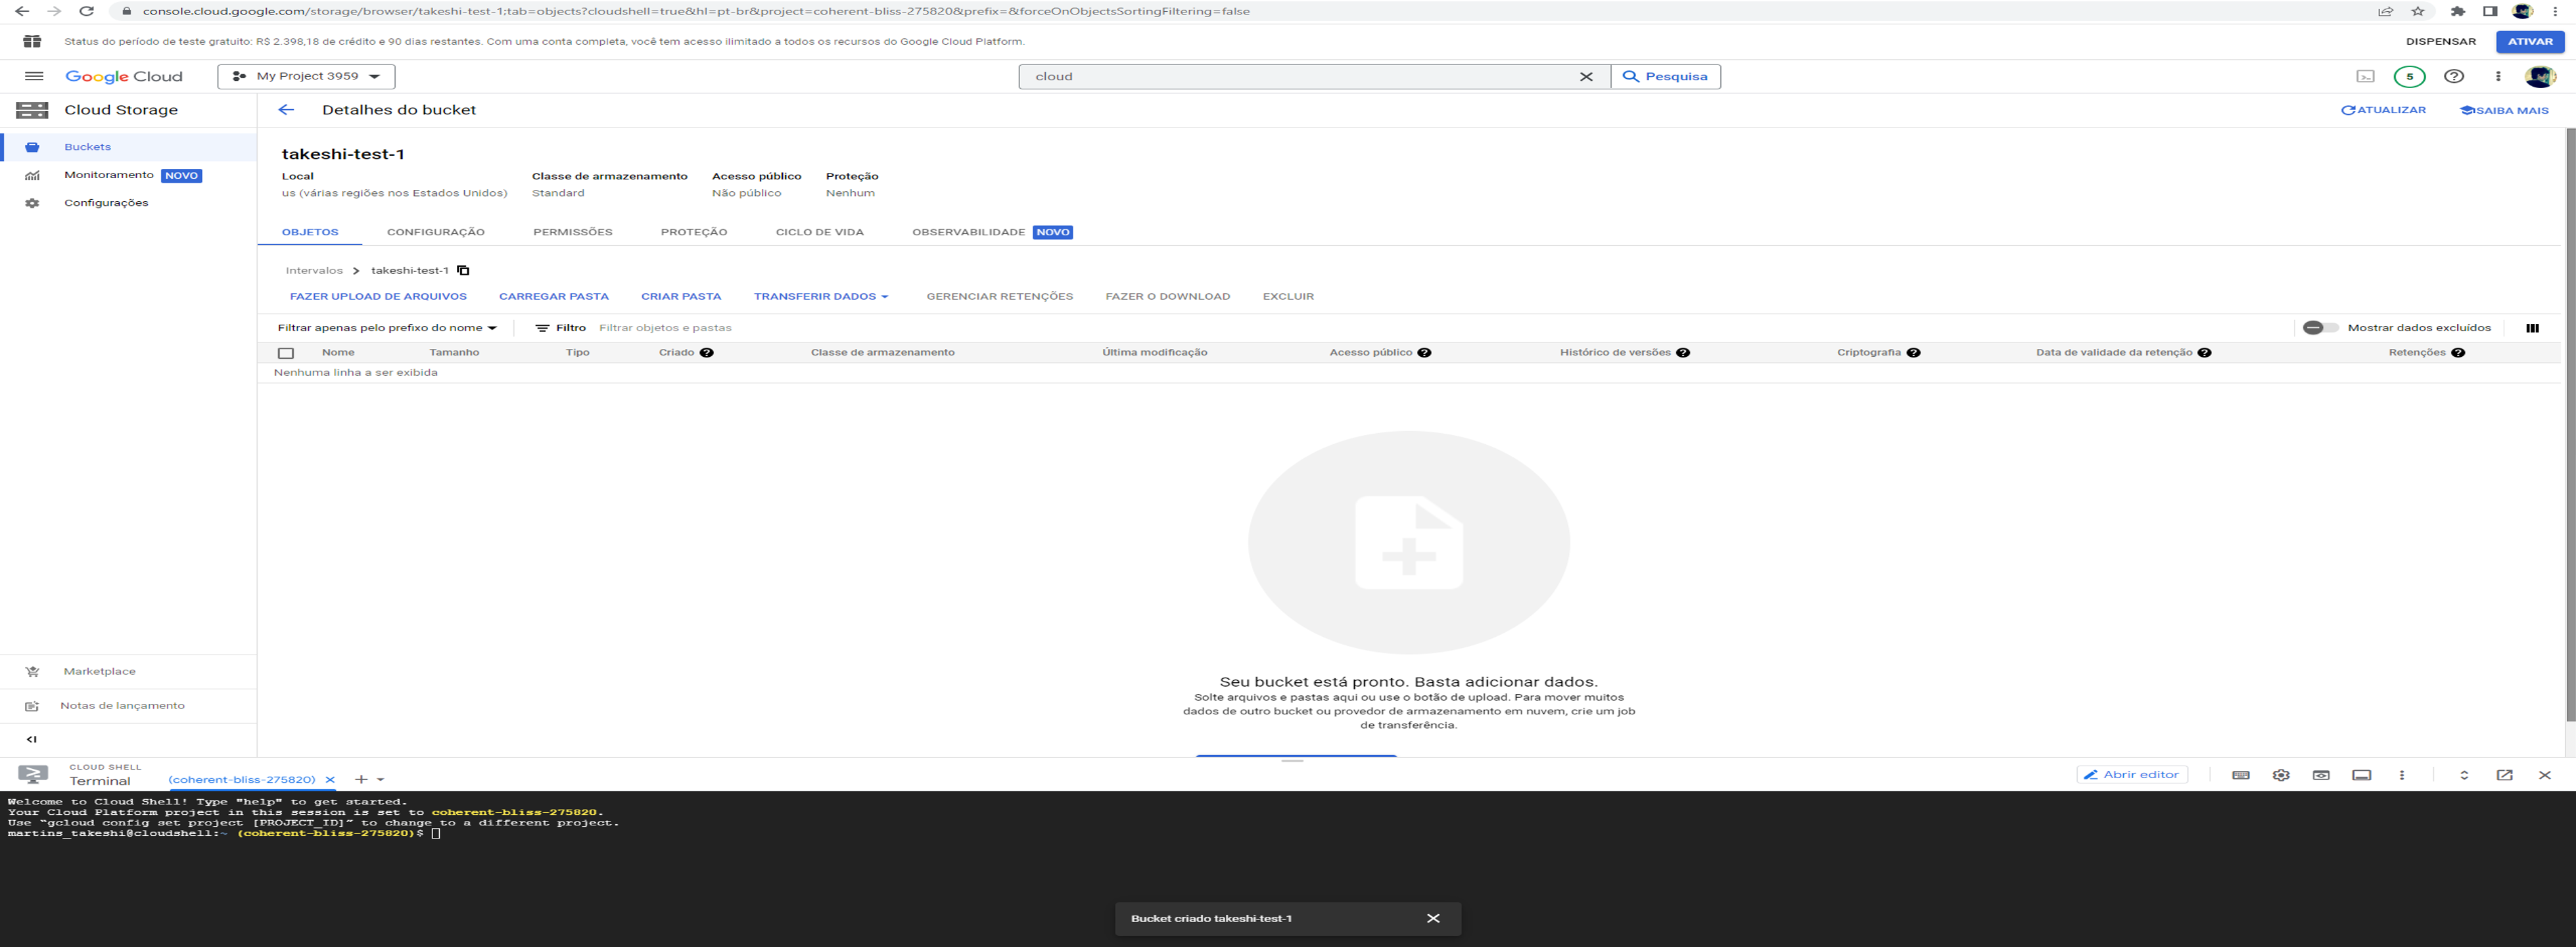 console.cloud.google.com/storage/browser/takeshi-test-1;tab=objects?cloudshell=true&hl=pt-br&project=coherent-bliss-275820&prefix=&forceOnObjectsSortingFiltering=false
Status do período de teste gratuito: R$ 2.398,18 de crédito e 90 dias restantes. Com uma conta completa, você tem acesso ilimitado a todos os recursos do Google Cloud Platform.
DISPENSAR
ATIVAR
Google Cloud
My Project 3959
cloud
Pesquisa
5
Cloud Storage
Detalhes do bucket
ATUALIZAR
SAIBA MAIS
Buckets
Monitoramento NOVO
Configurações
takeshi-test-1
Local
Classe de armazenamento
Acesso público
Proteção
us (várias regiões nos Estados Unidos)
Standard
Não público
Nenhum
OBJETOS
CONFIGURAÇÃO
PERMISSÕES
PROTEÇÃO
CICLO DE VIDA
OBSERVABILIDADE NOVO
Intervalos > takeshi-test-1
FAZER UPLOAD DE ARQUIVOS
CARREGAR PASTA
CRIAR PASTA
TRANSFERIR DADOS
GERENCIAR RETENÇÕES
FAZER O DOWNLOAD
EXCLUIR
Filtrar apenas pelo prefixo do nome
Filtro
Filtrar objetos e pastas
Mostrar dados excluídos
Nome
Tamanho
Tipo
Criado
Classe de armazenamento
Última modificação
Acesso público
Histórico de versões
Criptografia
Data de validade da retenção
Retenções
Nenhuma linha a ser exibida
Seu bucket está pronto. Basta adicionar dados.
Solte arquivos e pastas aqui ou use o botão de upload. Para mover muitos
dados de outro bucket ou provedor de armazenamento em nuvem, crie um job
de transferência.
Marketplace
Notas de lançamento
CLOUD SHELL
Terminal
(coherent-bliss-275820)
Abrir editor
Welcome to Cloud Shell! Type "help" to get started.
Your Cloud Platform project in this session is set to coherent-bliss-275820.
Use “gcloud config set project [PROJECT_ID]” to change to a different project.
martins_takeshi@cloudshell:~ (coherent-bliss-275820)$
Bucket criado takeshi-test-1